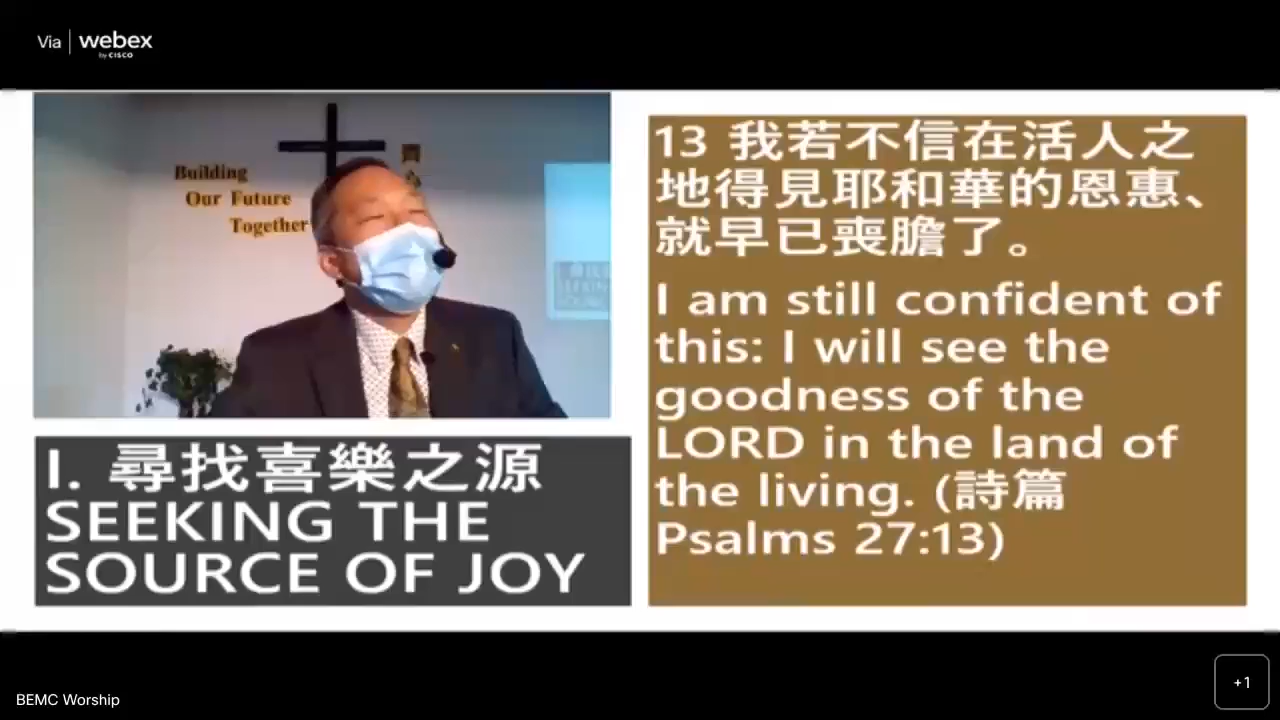 Via webex
by CISCO
Building
Our Future
Together
13 我若不信在活人之
地得見耶和華的恩惠、
就早已喪膽了。
I am still confident of
this: I will see the
goodness of the
LORD in the land of
the living. (詩篇
Psalms 27:13)
I. 尋找喜樂之源
SEEKING THE
SOURCE OF JOY
BEMC Worship
+1